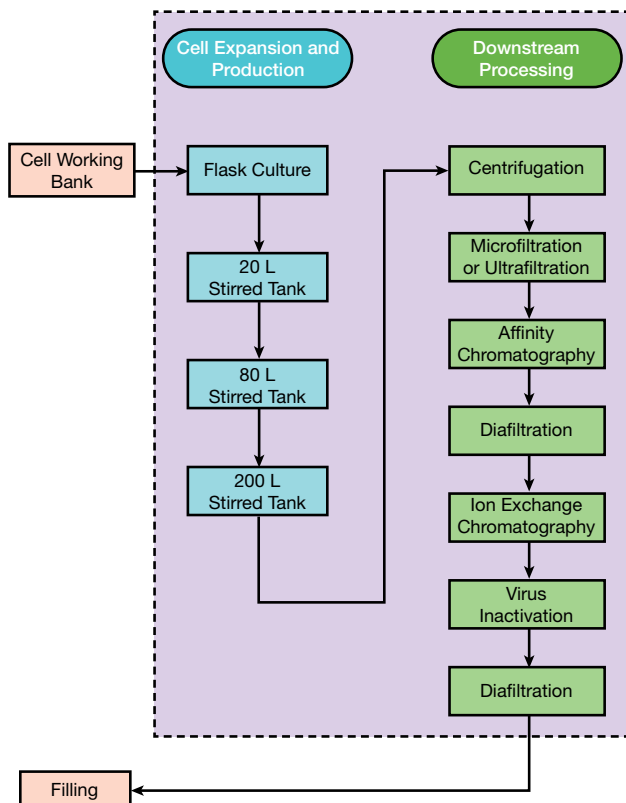 Cell Expansion and
Production
Downstream
Processing
Cell Working
Bank
Flask Culture
20 L
Stirred Tank
80 L
Stirred Tank
200 L
Stirred Tank
Centrifugation
Microfiltration
or Ultrafiltration
Affinity
Chromatography
Diafiltration
Ion Exchange
Chromatography
Virus
Inactivation
Diafiltration
Filling